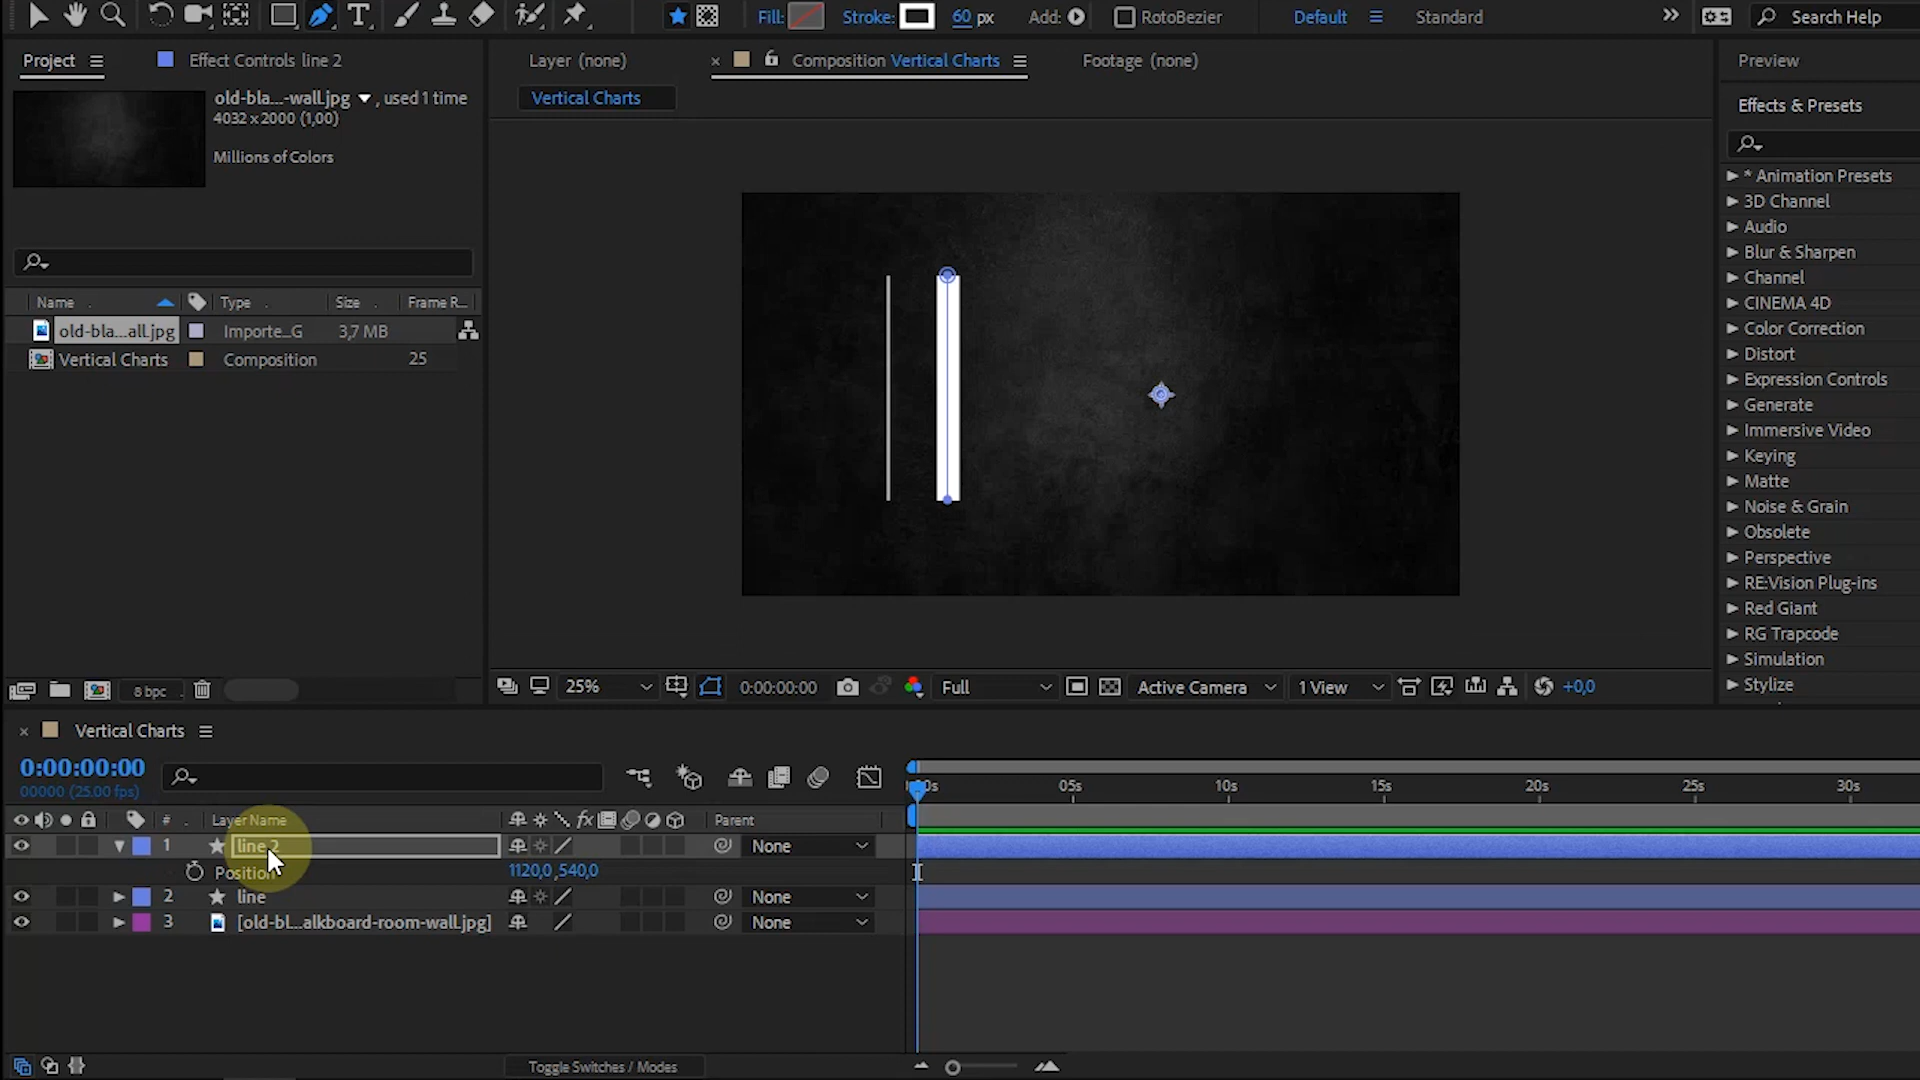 Fill:
Stroke:
60 px
Add:
RotoBezier
Default
Standard
Search Help
Project
Effect Controls line 2
old-bla...-wall.jpg , used 1 time
4032 x 2000 (1,00)
Millions of Colors
Name
Type
Size
Frame R...
old-bla...all.jpg
Importe...G
3,7 MB
Vertical Charts
Composition
25
8 bpc
Layer (none)
Composition Vertical Charts
Footage (none)
Vertical Charts
25%
0:00:00:00
Full
Active Camera
1 View
+0,0
Preview
Effects & Presets
* Animation Presets
3D Channel
Audio
Blur & Sharpen
Channel
CINEMA 4D
Color Correction
Distort
Expression Controls
Generate
Immersive Video
Keying
Matte
Noise & Grain
Obsolete
Perspective
RE:Vision Plug-ins
Red Giant
RG Trapcode
Simulation
Stylize
Vertical Charts
0:00:00:00
00000 (25.00 fps)
05s
10s
15s
20s
25s
30s
#
Layer Name
fx
Parent
1
line 2
None
Position
1120,0 ,540,0
2
line
None
3
[old-bl...alkboard-room-wall.jpg]
None
Toggle Switches / Modes